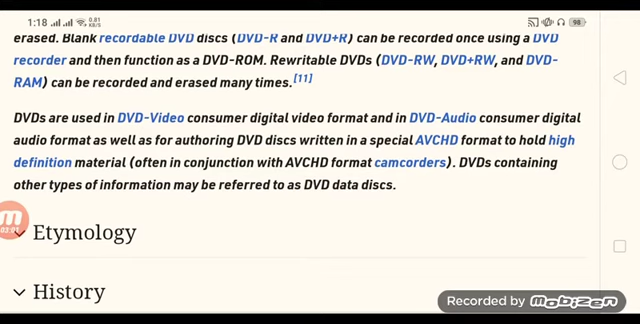 1:18 0.81 KB/S 98
erased. Blank recordable DVD discs (DVD-R and DVD+R) can be recorded once using a DVD
recorder and then function as a DVD-ROM. Rewritable DVDs (DVD-RW, DVD+RW, and DVD-
RAM) can be recorded and erased many times.[11]
DVDs are used in DVD-Video consumer digital video format and in DVD-Audio consumer digital
audio format as well as for authoring DVD discs written in a special AVCHD format to hold high
definition material (often in conjunction with AVCHD format camcorders). DVDs containing
other types of information may be referred to as DVD data discs.
03:01
Etymology
History
Recorded by Mobizen